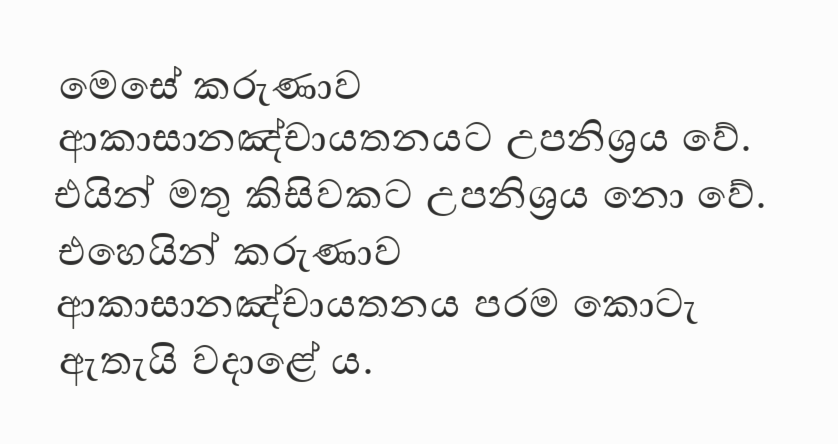 මෙසේ කරුණාව
ආකාසානඤ්චායතනයට උපනිශ්‍රය වේ.
එයින් මතු කිසිවකට උපනිශ්‍රය නො වේ.
එහෙයින් කරුණාව
ආකාසානඤ්චායතනය පරම කොටැ
ඇතැයි වදාළේ ය.